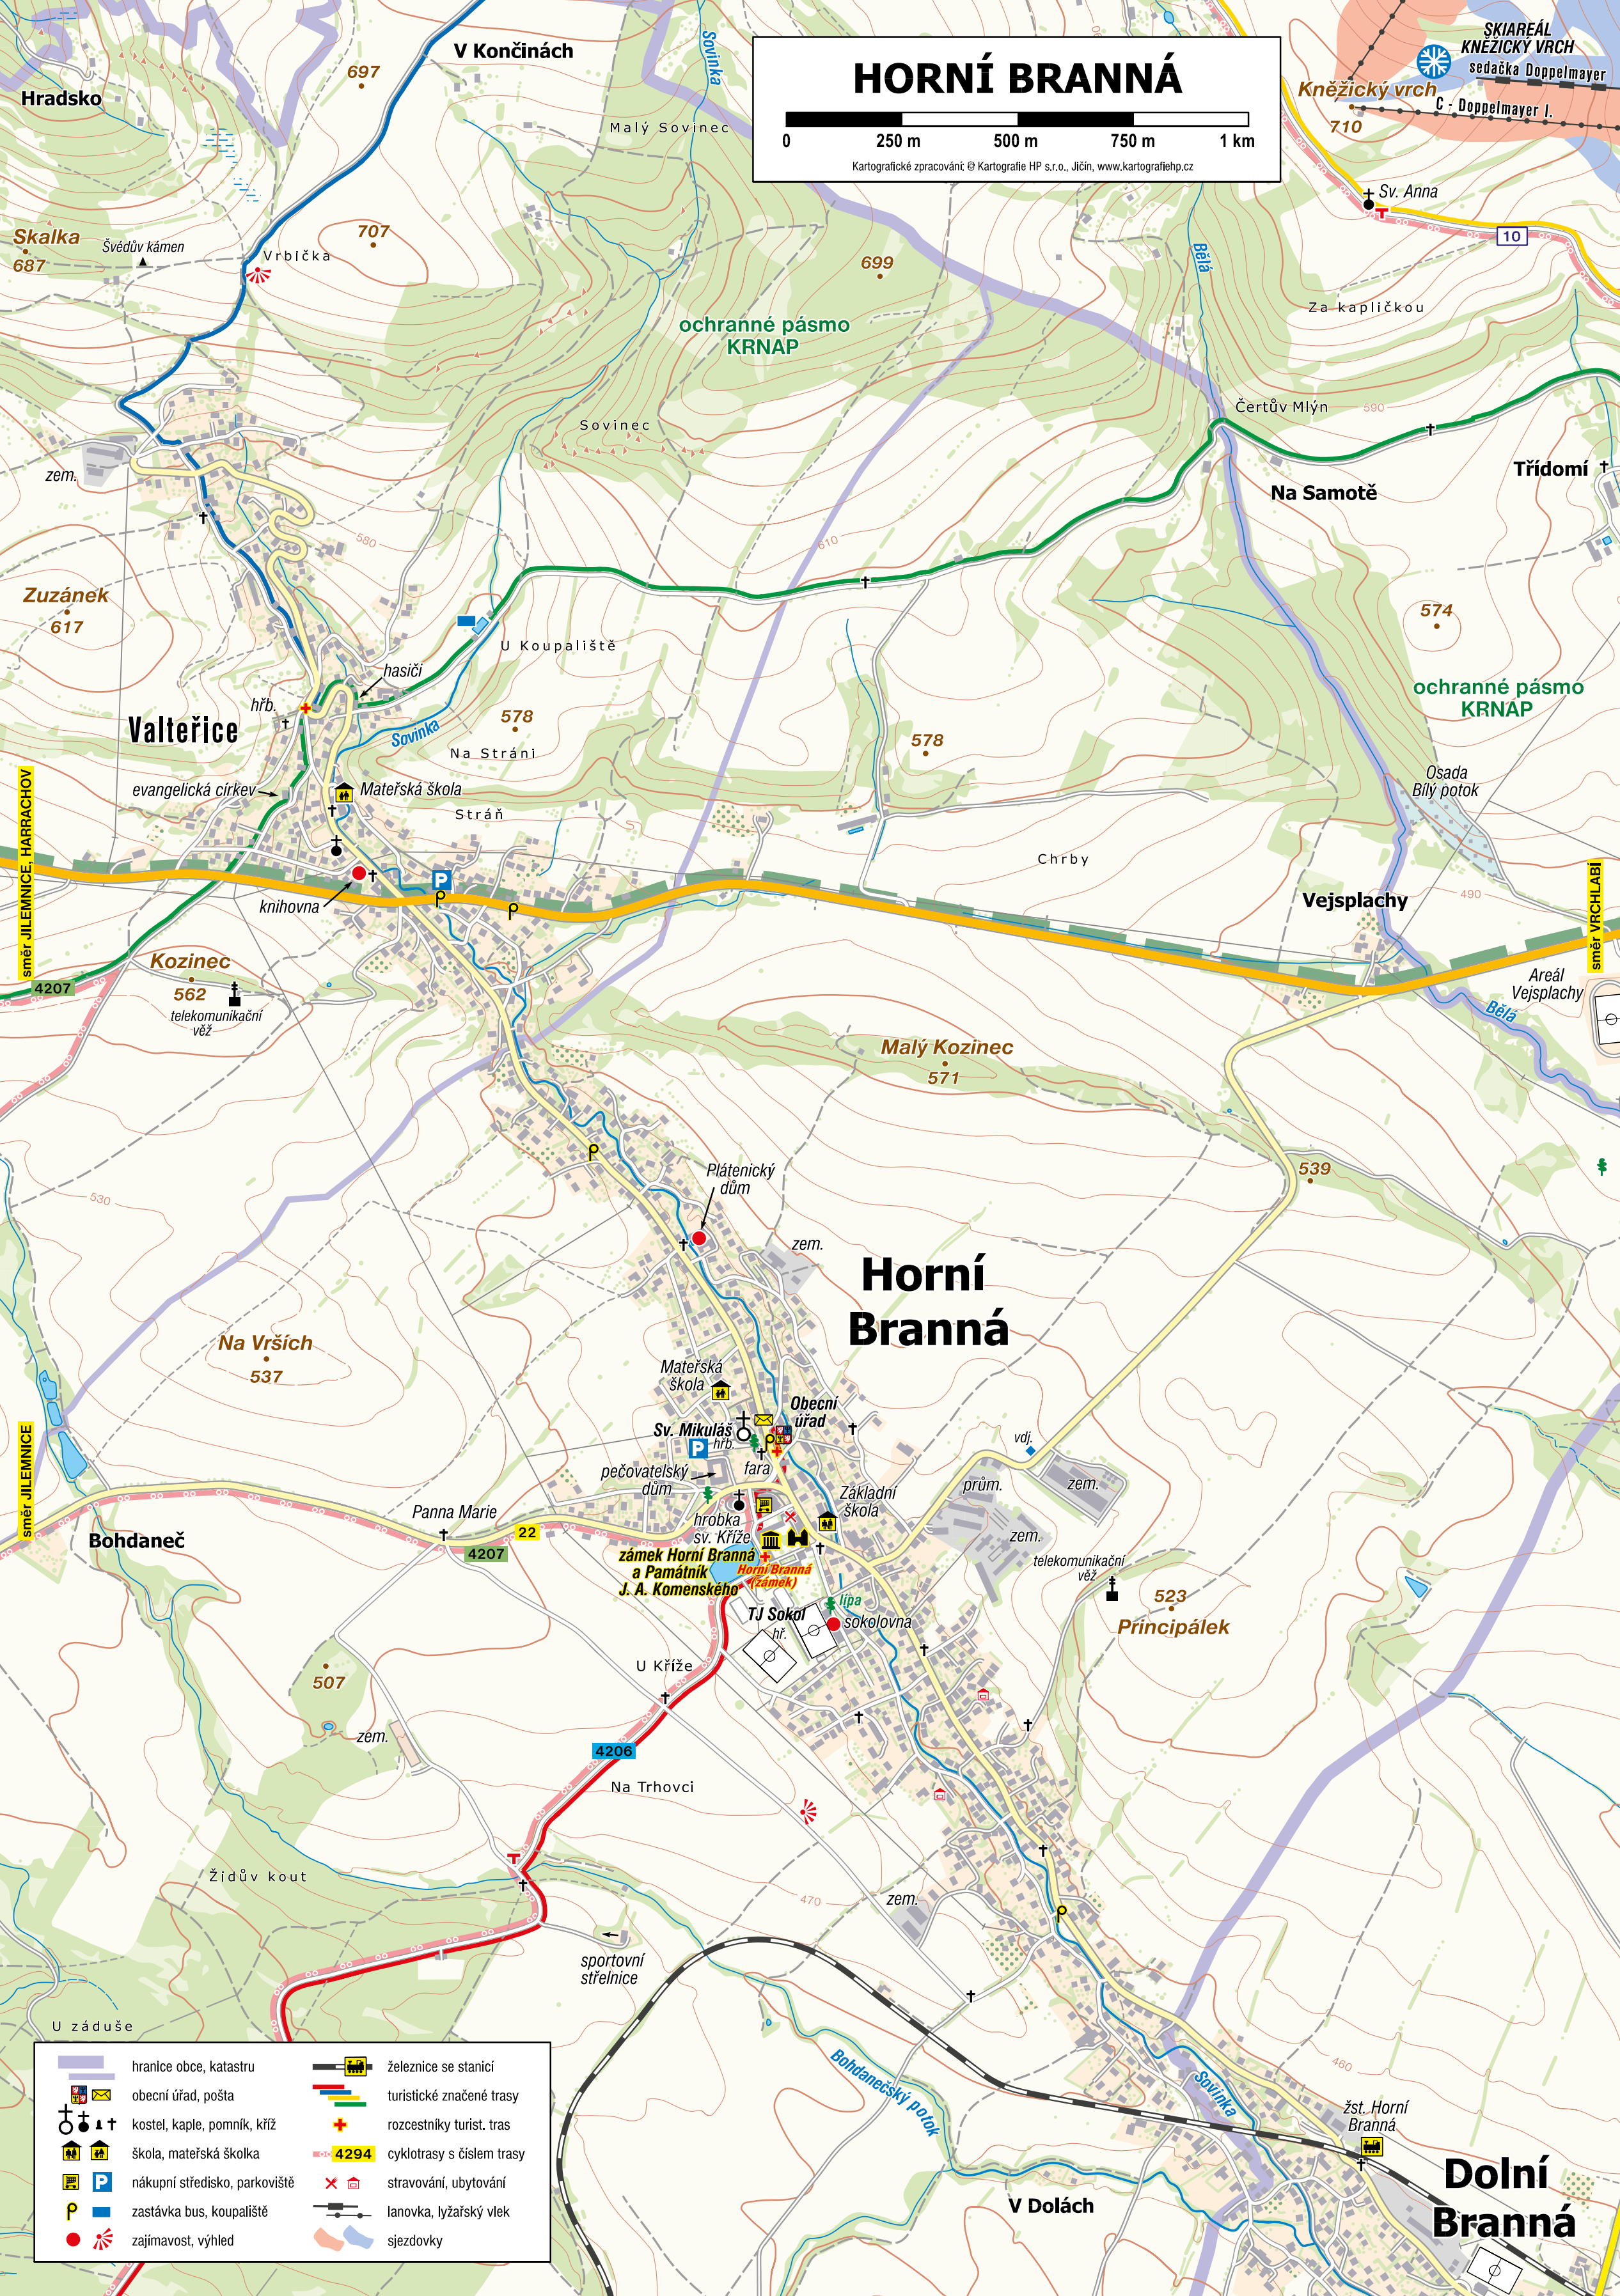 HORNÍ BRANNÁ
0 250 m 500 m 750 m 1 km
Kartografické zpracování: © Kartografie HP s.r.o., Jičín, www.kartografiehp.cz
V Končinách
Sovinka
697
Hradsko
Malý Sovinec
SKIAREÁL
KNĚŽICKÝ VRCH
sedačka Doppelmayer
Kněžický vrch
C - Doppelmayer I.
710
Sv. Anna
10
Skalka
687
Švédův kámen
707
Vrbička
699
Bělá
Za kapličkou
ochranné pásmo
KRNAP
Sovinec
Čertův Mlýn
590
Třídomí
Na Samotě
zem.
580
610
Zuzánek
617
574
U Koupaliště
hasiči
hřb.
Valteřice
578
Sovinka
Na Stráni
578
ochranné pásmo
KRNAP
evangelická církev
Mateřská škola
Stráň
Osada
Bílý potok
směr JILEMNICE, HARRACHOV
Chrby
knihovna
Vejsplachy
490
směr VRCHLABÍ
Kozinec
562
4207
telekomunikační
věž
Areál
Vejsplachy
Bělá
Malý Kozinec
571
530
Plátenický
dům
539
zem.
Horní
Branná
Na Vrších
537
Mateřská
škola
Obecní
úřad
Sv. Mikuláš
hřb.
fara
vdj.
směr JILEMNICE
pečovatelský
dům
prům.
zem.
Základní
škola
Panna Marie
22
hrobka
sv. Kříže
zem.
Bohdaneč
4207
zámek Horní Branná
a Památník
J. A. Komenského
Horní Branná
(zámek)
telekomunikační
věž
523
Principálek
lípa
TJ Sokol
hř.
sokolovna
U Kříže
507
zem.
4206
Na Trhovci
Židův kout
470
zem.
sportovní
střelnice
U záduše
Bohdanečský potok
Sovinka
460
žst. Horní
Branná
V Dolách
Dolní
Branná
hranice obce, katastru
obecní úřad, pošta
kostel, kaple, pomník, kříž
škola, mateřská školka
nákupní středisko, parkoviště
zastávka bus, koupaliště
zajímavost, výhled
železnice se stanicí
turistické značené trasy
rozcestníky turist. tras
4294 cyklotrasy s číslem trasy
stravování, ubytování
lanovka, lyžařský vlek
sjezdovky